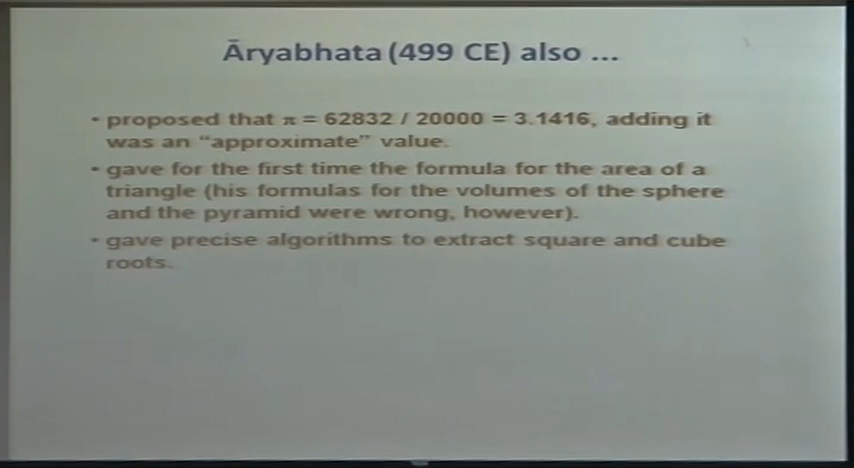 Āryabhata (499 CE) also ...
• proposed that π = 62832 / 20000 = 3.1416, adding it
was an “approximate” value.
• gave for the first time the formula for the area of a
triangle (his formulas for the volumes of the sphere
and the pyramid were wrong, however).
• gave precise algorithms to extract square and cube
roots.